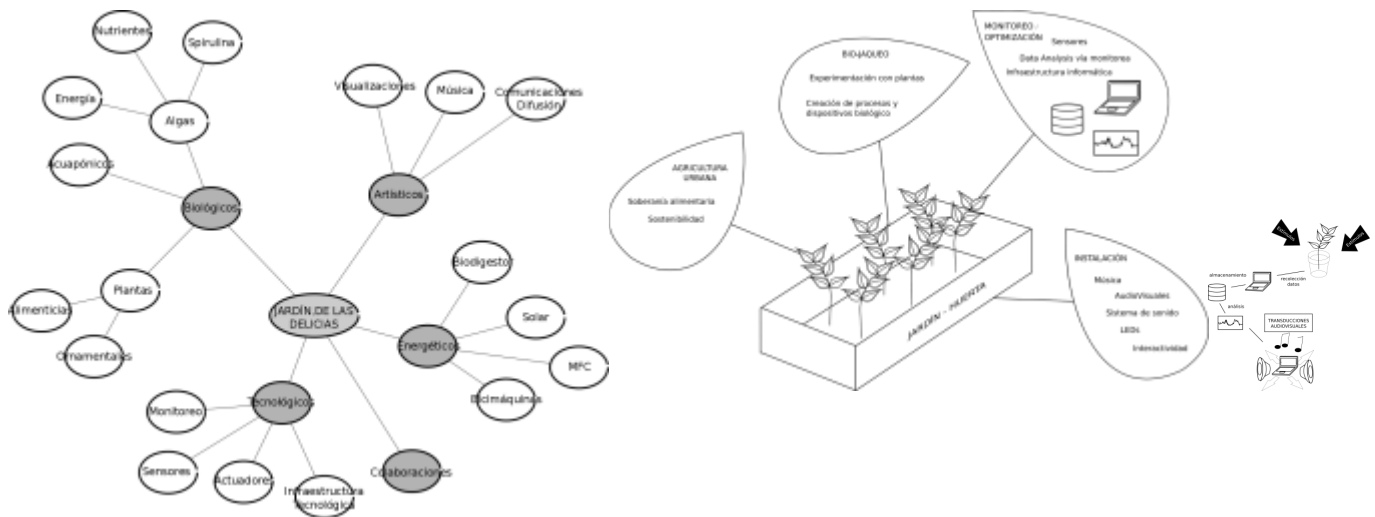 Nutrientes
Spirulina
Energía
Algas
Acuapónicos
Biológicos
Plantas
Alimenticias
Ornamentales
Visualizaciones
Música
Comunicaciones
Difusión
Artísticos
JARDÍN DE LAS
DELICIAS
Biodigestor
Solar
Energéticos
MFC
Bicimáquinas
Tecnológicos
Monitoreo
Sensores
Actuadores
Infraestructura
Tecnológica
Colaboraciones
AGRICULTURA
URBANA
Soberanía alimentaria
Sostenibilidad
BIOJAQUEO
Experimentación con plantas
Creación de procesos y
dispositivos biológico
MONITOREO -
OPTIMIZACIÓN
Sensores
Data Analysis vía monitorea
Infraestructura informática
JARDÍN - HUERTA
INSTALACIÓN
Música
AudioVisuales
Sistema de sonido
LEDs
Interactividad
almacenamiento
recolección
datos
análisis
TRANSDUCCIONES
AUDIOVISUALES